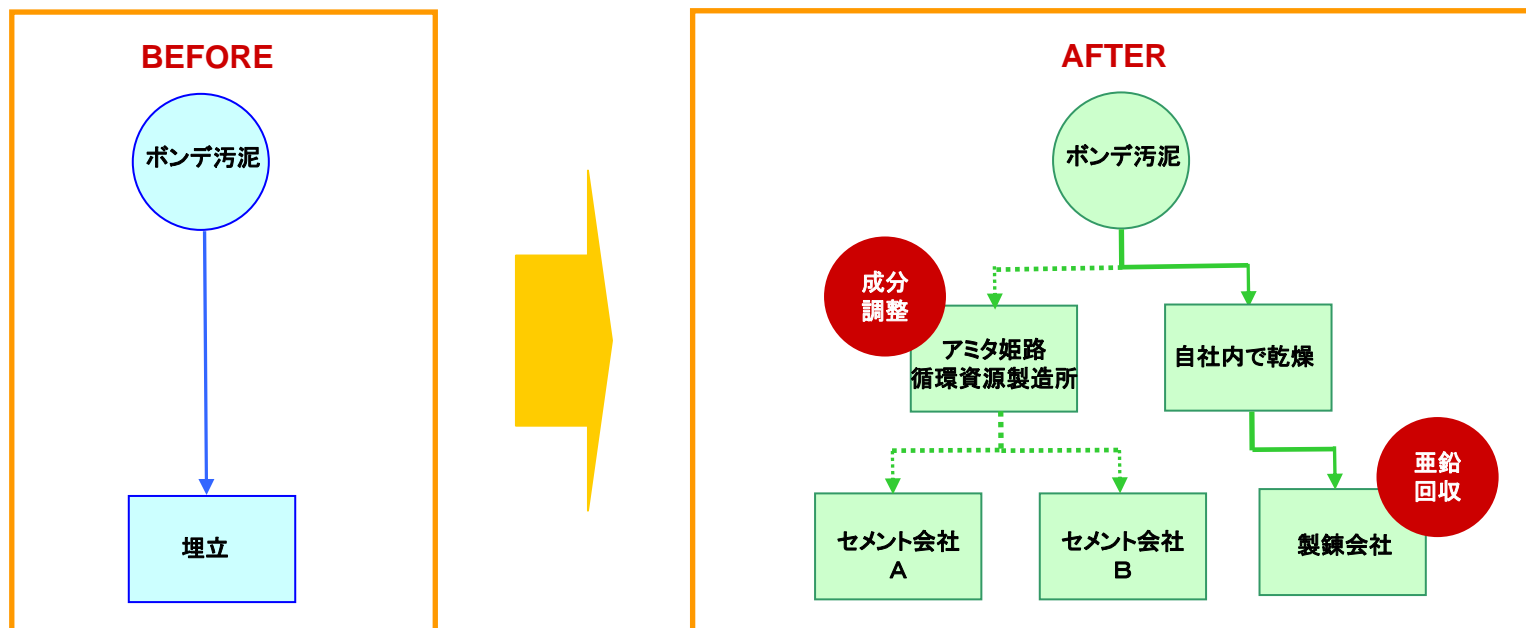 BEFORE
ボンデ汚泥
埋立
AFTER
ボンデ汚泥
成分
調整
アミタ姫路
循環資源製造所
自社内で乾燥
セメント会社
A
セメント会社
B
製錬会社
亜鉛
回収